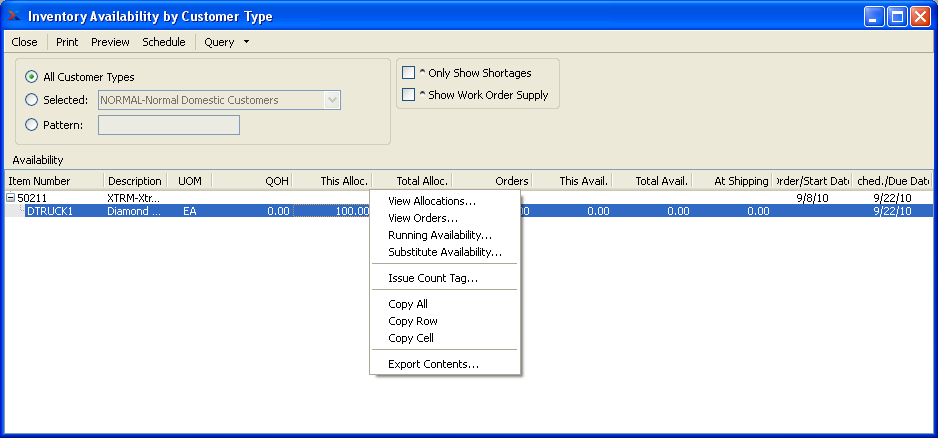 Inventory Availability by Customer Type
Close Print Preview Schedule Query
All Customer Types
Selected: NORMAL-Normal Domestic Customers
Pattern:
^ Only Show Shortages
^ Show Work Order Supply
Availability
Item Number Description UOM QOH This Alloc. Total Alloc. Orders This Avail. Total Avail. At Shipping rder/Start Date ched./Due Date
50211 XTRM-Xtr... 9/8/10 9/22/10
DTRUCK1 Diamond ... EA 0.00 100.00 00 0.00 0.00 0.00 9/22/10
View Allocations...
View Orders...
Running Availability...
Substitute Availability...
Issue Count Tag...
Copy All
Copy Row
Copy Cell
Export Contents...